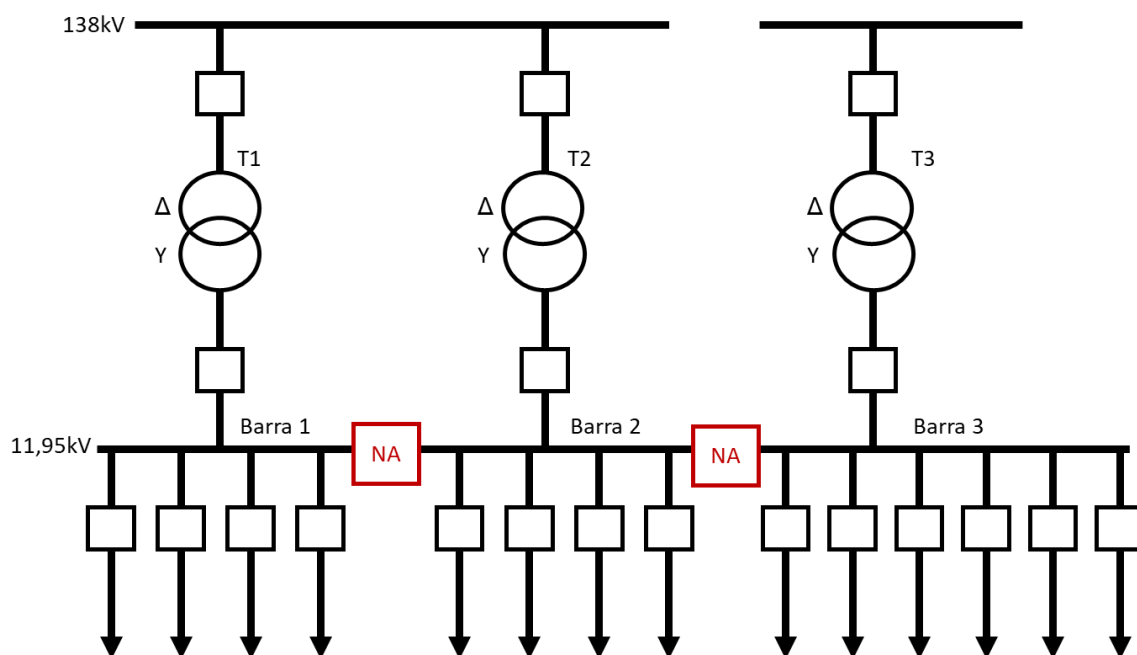 138kV
T1
T2
T3
Δ
Δ
Δ
Y
Y
Y
Barra 1
Barra 2
Barra 3
11,95kV
NA
NA